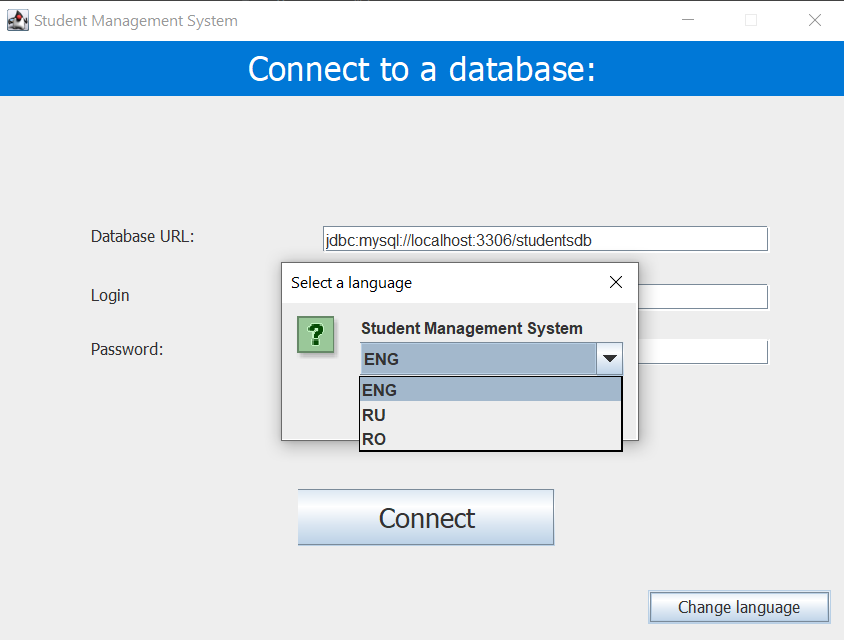 Student Management System
Connect to a database:
Database URL:
jdbc:mysql://localhost:3306/studentsdb
Select a language
Login
?
Student Management System
Password:
ENG
ENG
RU
RO
Connect
Change language